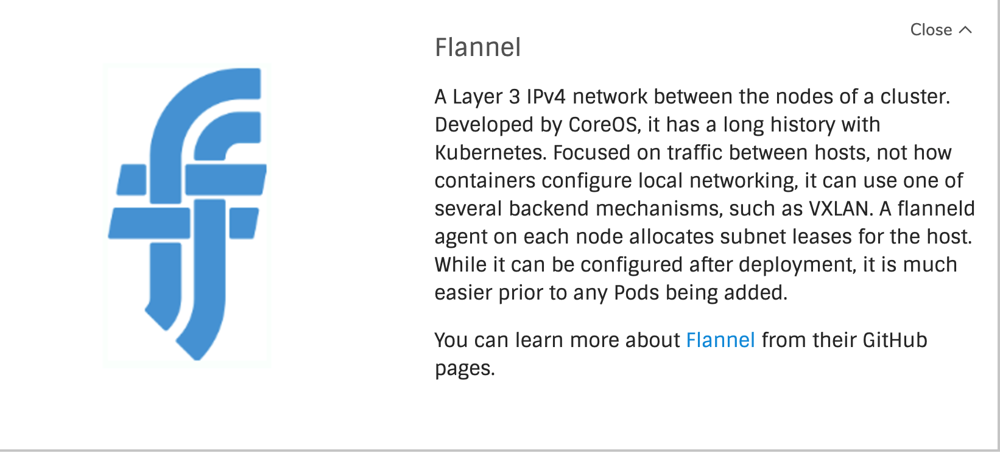 Close
Flannel
A Layer 3 IPv4 network between the nodes of a cluster.
Developed by CoreOS, it has a long history with
Kubernetes. Focused on traffic between hosts, not how
containers configure local networking, it can use one of
several backend mechanisms, such as VXLAN. A flanneld
agent on each node allocates subnet leases for the host.
While it can be configured after deployment, it is much
easier prior to any Pods being added.
You can learn more about Flannel from their GitHub
pages.